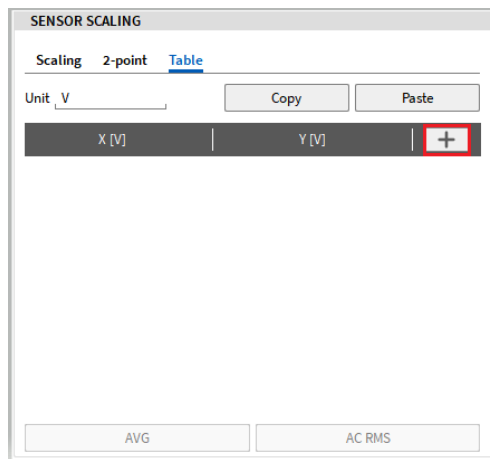 SENSOR SCALING
Scaling 2-point Table
Unit V Copy Paste
X [V] Y [V] +
AVG AC RMS